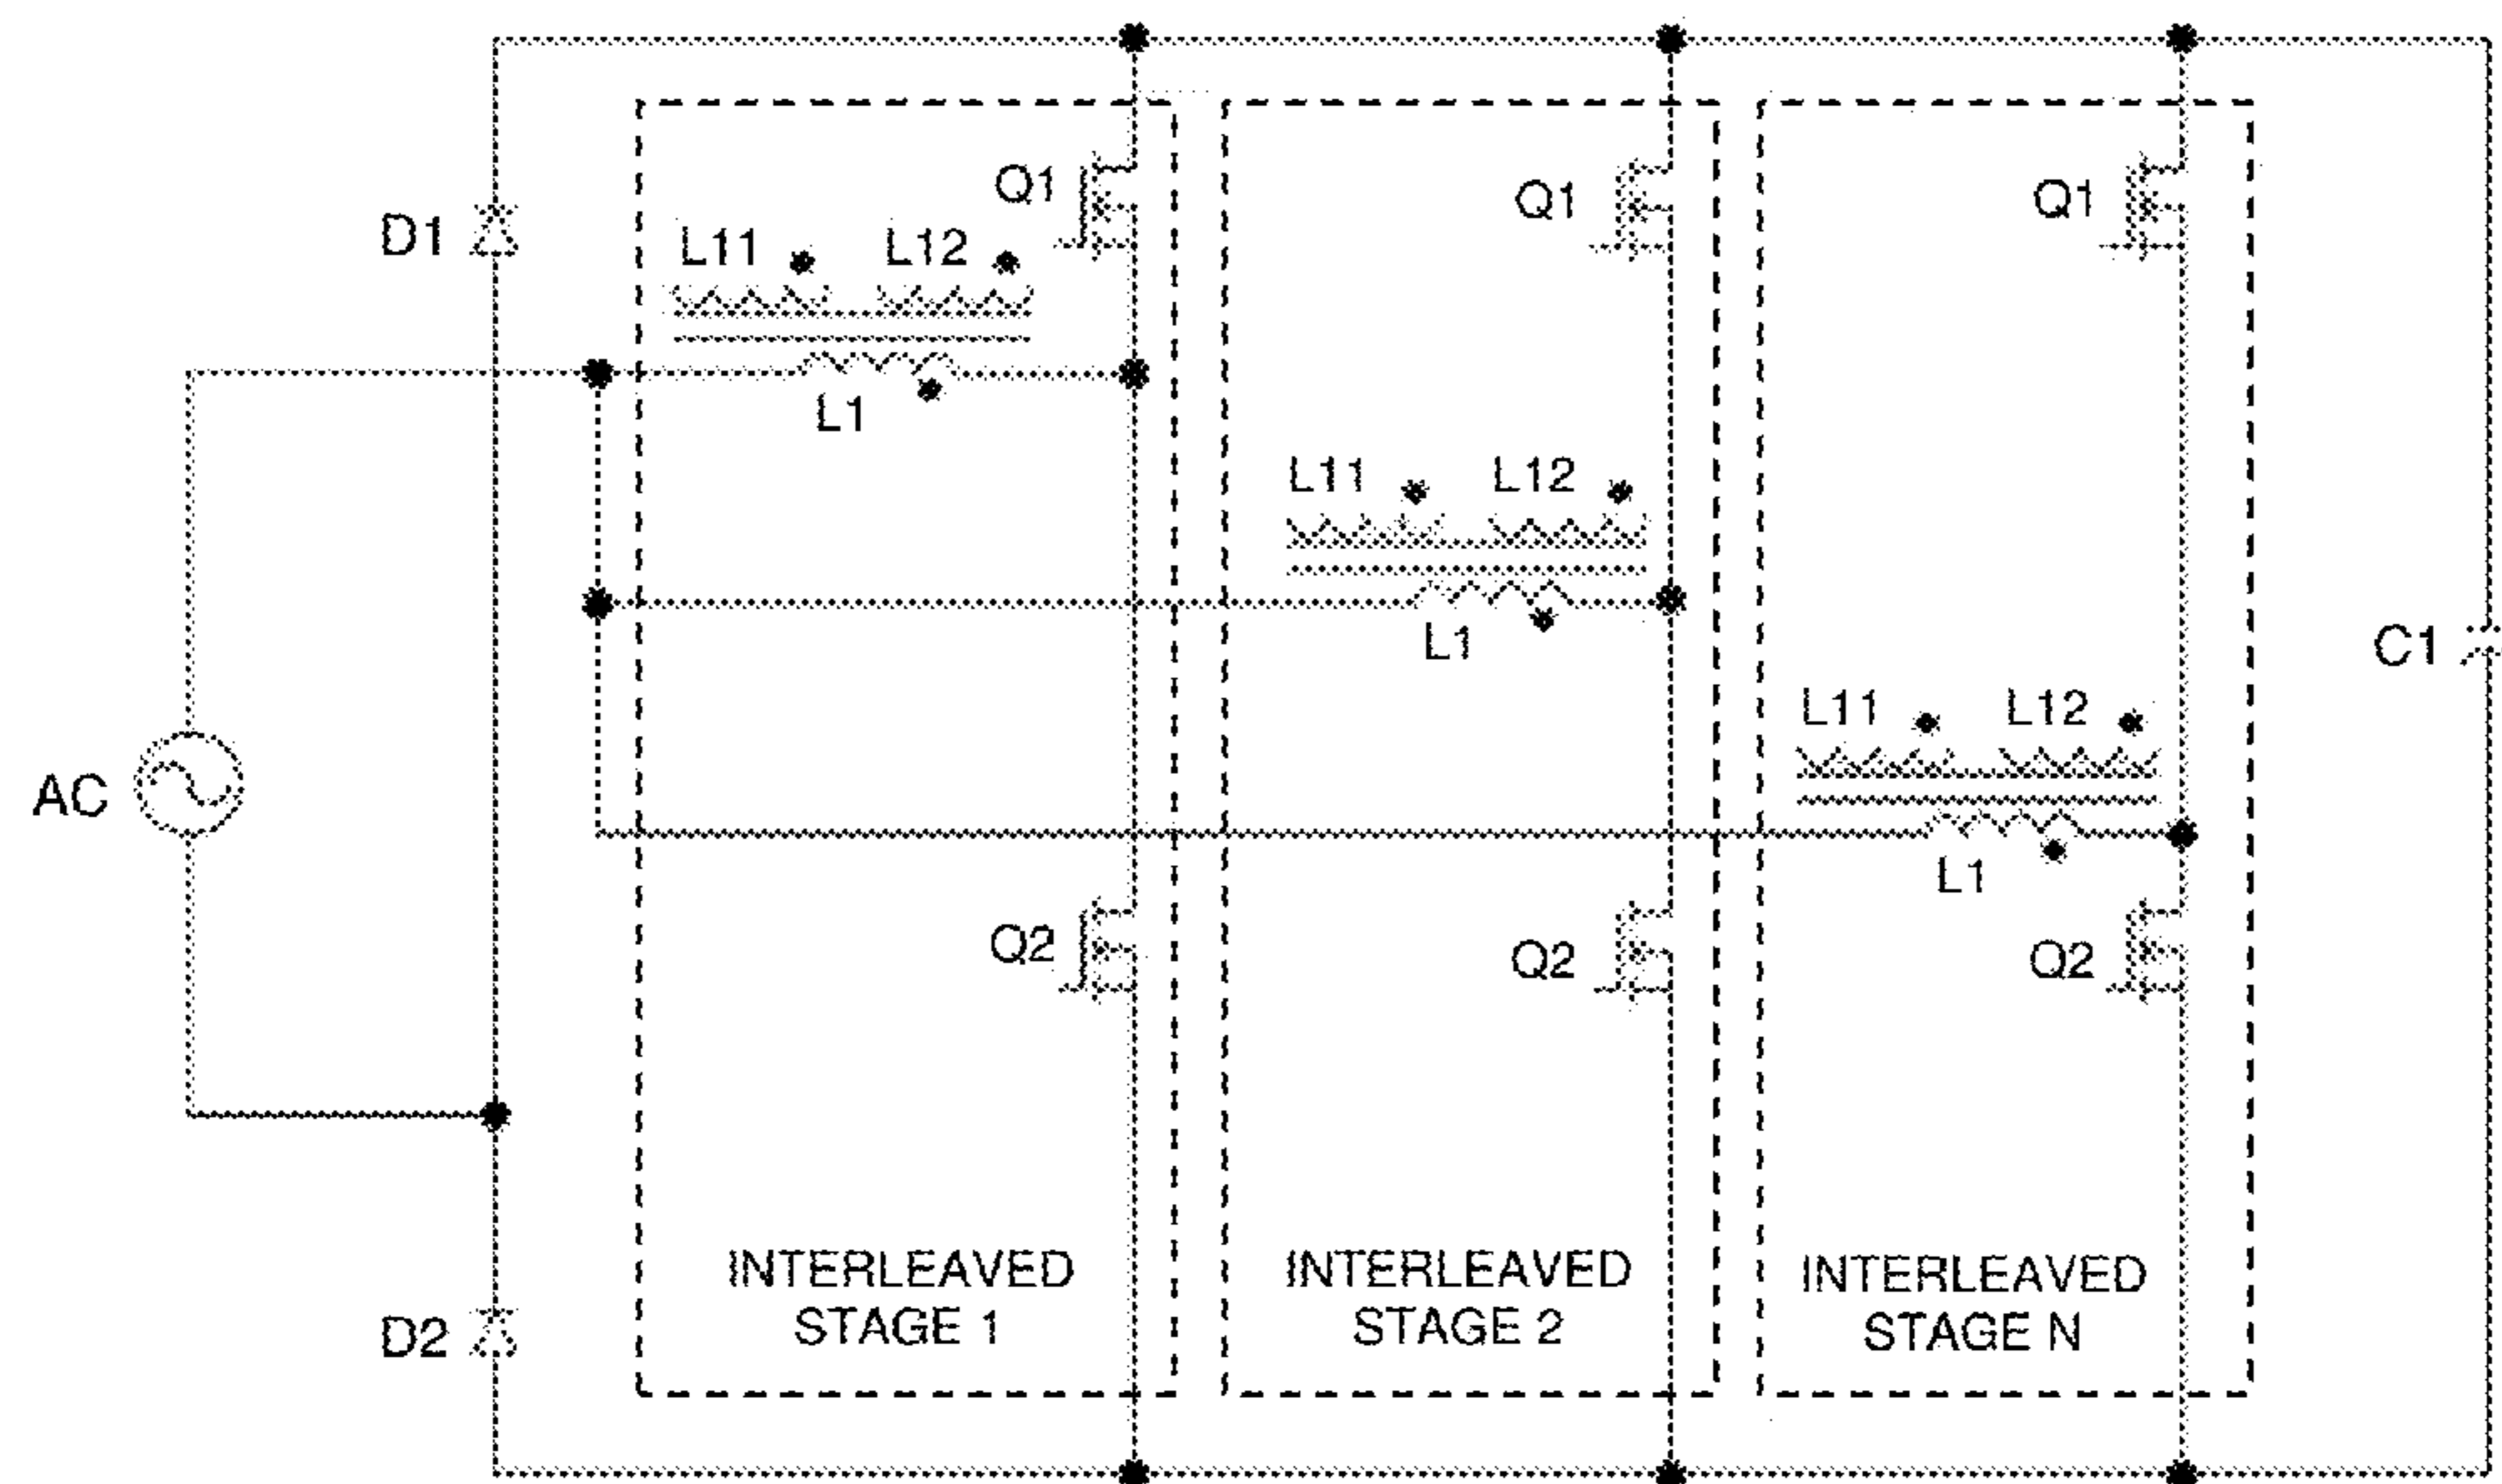 Q1
Q1
Q1
D1
L11
L12
L1
L11
L12
L1
C1
L11
L12
L1
AC
Q2
Q2
Q2
INTERLEAVED
STAGE 1
INTERLEAVED
STAGE 2
INTERLEAVED
STAGE N
D2